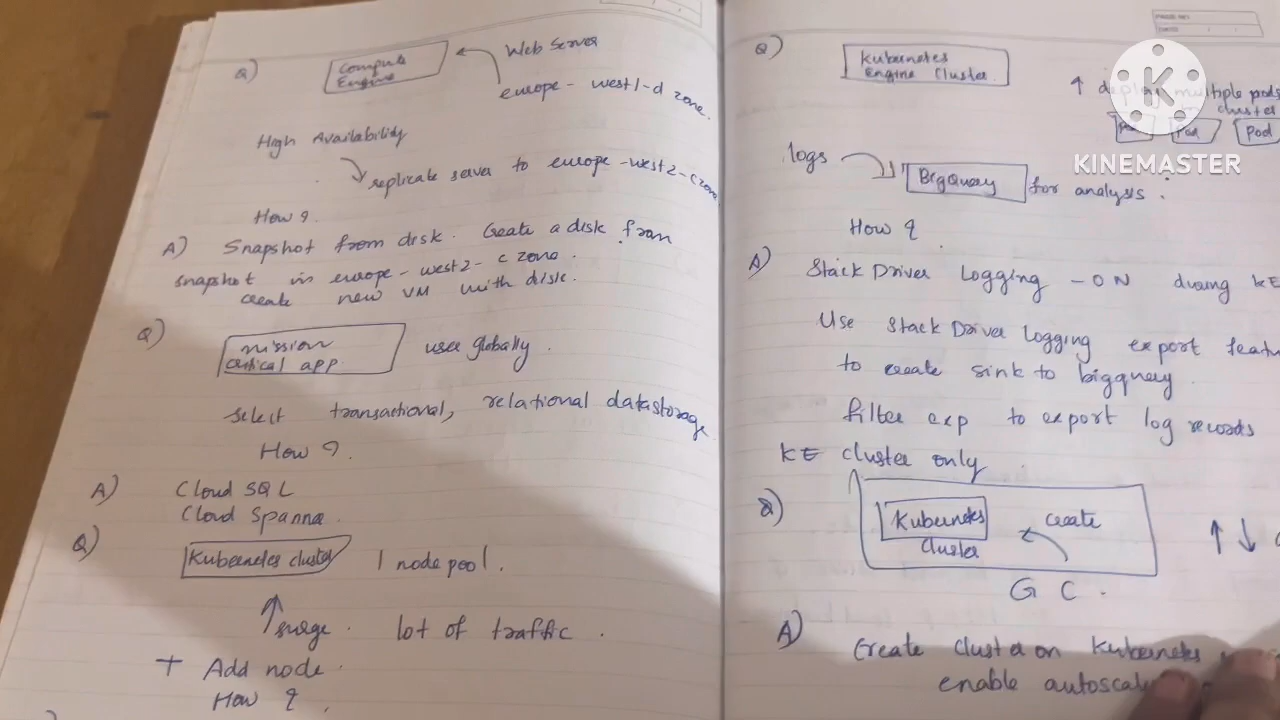 Q) Compute Engine
Web Server
europe - west1-d zone.
High Availability
replicate server to europe-west2-c zone.
How ?
A) Snapshot from disk. Create a disk from
snapshot in europe-west2-c zone.
create new VM with disk.
Q) mission critical app
user globally.
select transactional, relational datastorage
How ?
A) Cloud SQL
Cloud Spanna.
Q) Kubernetes cluster 1 node pool.
↑ surge. lot of traffic.
+ Add node.
How ?
Q) Kubernetes Engine Cluster.
↑ deploy multiple pods
cluster
Pod Pod
logs BigQuery for analysis :
How ?
A) Stack Driver Logging - ON during KE
Use Stack Driver logging export featu
to create sink to bigquery.
filter exp to export log records
KE cluster only.
Q) Kubernetes cluster create
↑ ↓
G C.
A) Create cluster on Kubernetes
enable autoscal
K
KINEMASTER